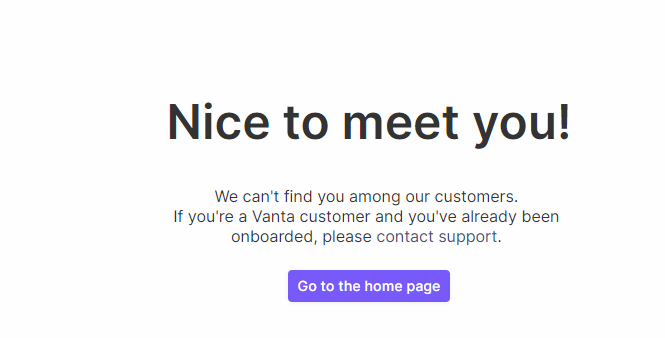 Nice to meet you!
We can't find you among our customers.
If you're a Vanta customer and you've already been
onboarded, please contact support.
Go to the home page